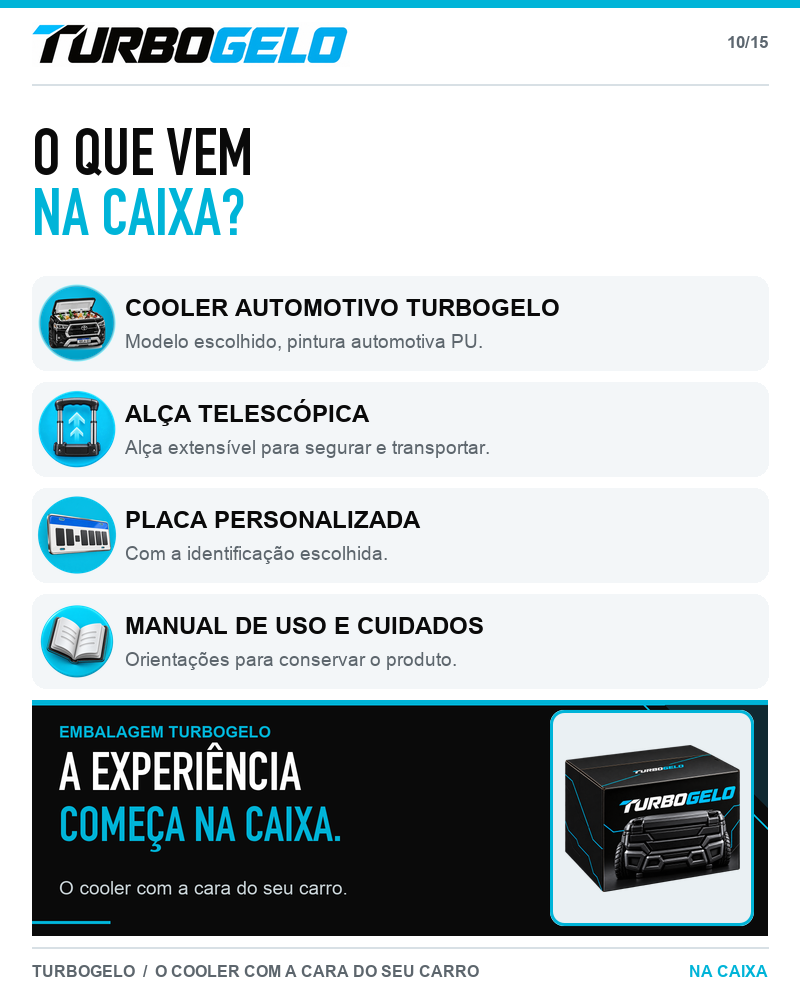 TURBOGELO
10/15
O QUE VEM
NA CAIXA?
COOLER AUTOMOTIVO TURBOGELO
Modelo escolhido, pintura automotiva PU.
ALÇA TELESCÓPICA
Alça extensível para segurar e transportar.
PLACA PERSONALIZADA
Com a identificação escolhida.
MANUAL DE USO E CUIDADOS
Orientações para conservar o produto.
EMBALAGEM TURBOGELO
A EXPERIÊNCIA
COMEÇA NA CAIXA.
O cooler com a cara do seu carro.
TURBOGELO
TURBOGELO
TURBOGELO / O COOLER COM A CARA DO SEU CARRO
NA CAIXA